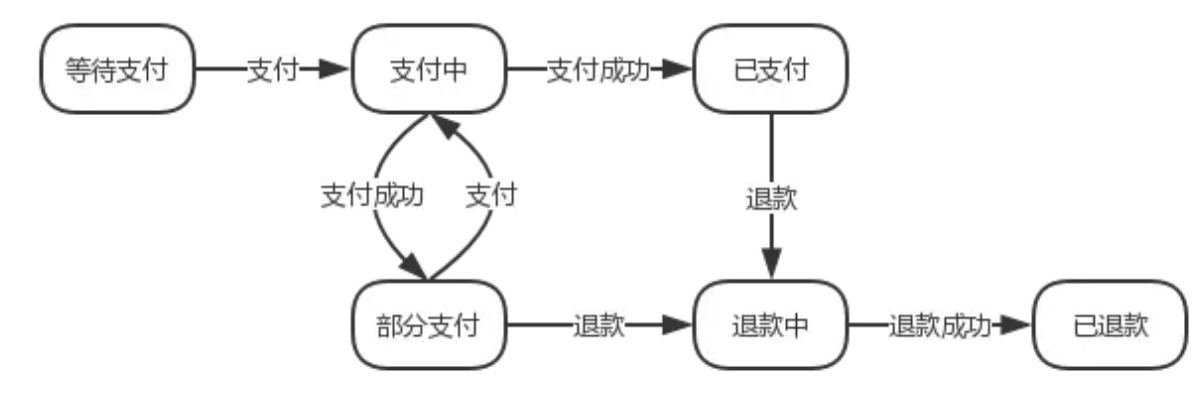 等待支付
支付
支付中
支付成功
已支付
支付成功
支付
退款
部分支付
退款
退款中
退款成功
已退款